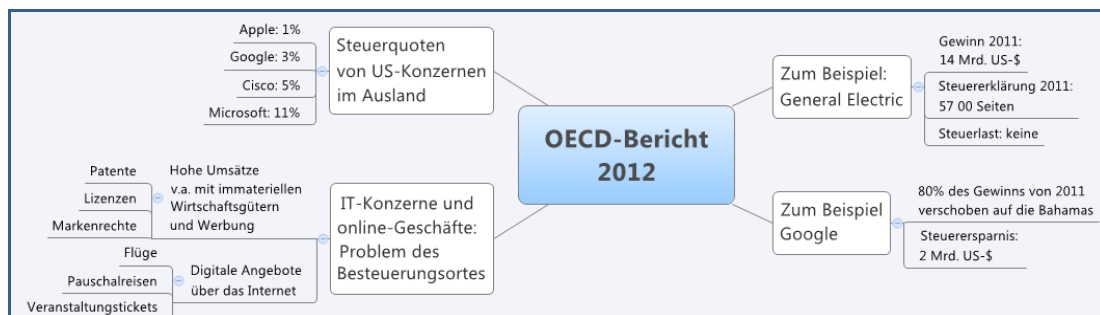 Apple: 1%
Google: 3%
Cisco: 5%
Microsoft: 11%
Steuerquoten
von US-Konzernen
im Ausland
Patente
Lizenzen
Markenrechte
Hohe Umsätze
v.a. mit immateriellen
Wirtschaftsgütern
und Werbung
Flüge
Pauschalreisen
Veranstaltungstickets
Digitale Angebote
über das Internet
IT-Konzerne und
online-Geschäfte:
Problem des
Besteuerungsortes
OECD-Bericht
2012
Zum Beispiel:
General Electric
Gewinn 2011:
14 Mrd. US-$
Steuererklärung 2011:
57 00 Seiten
Steuerlast: keine
Zum Beispiel
Google
80% des Gewinns von 2011
verschoben auf die Bahamas
Steuerersparnis:
2 Mrd. US-$